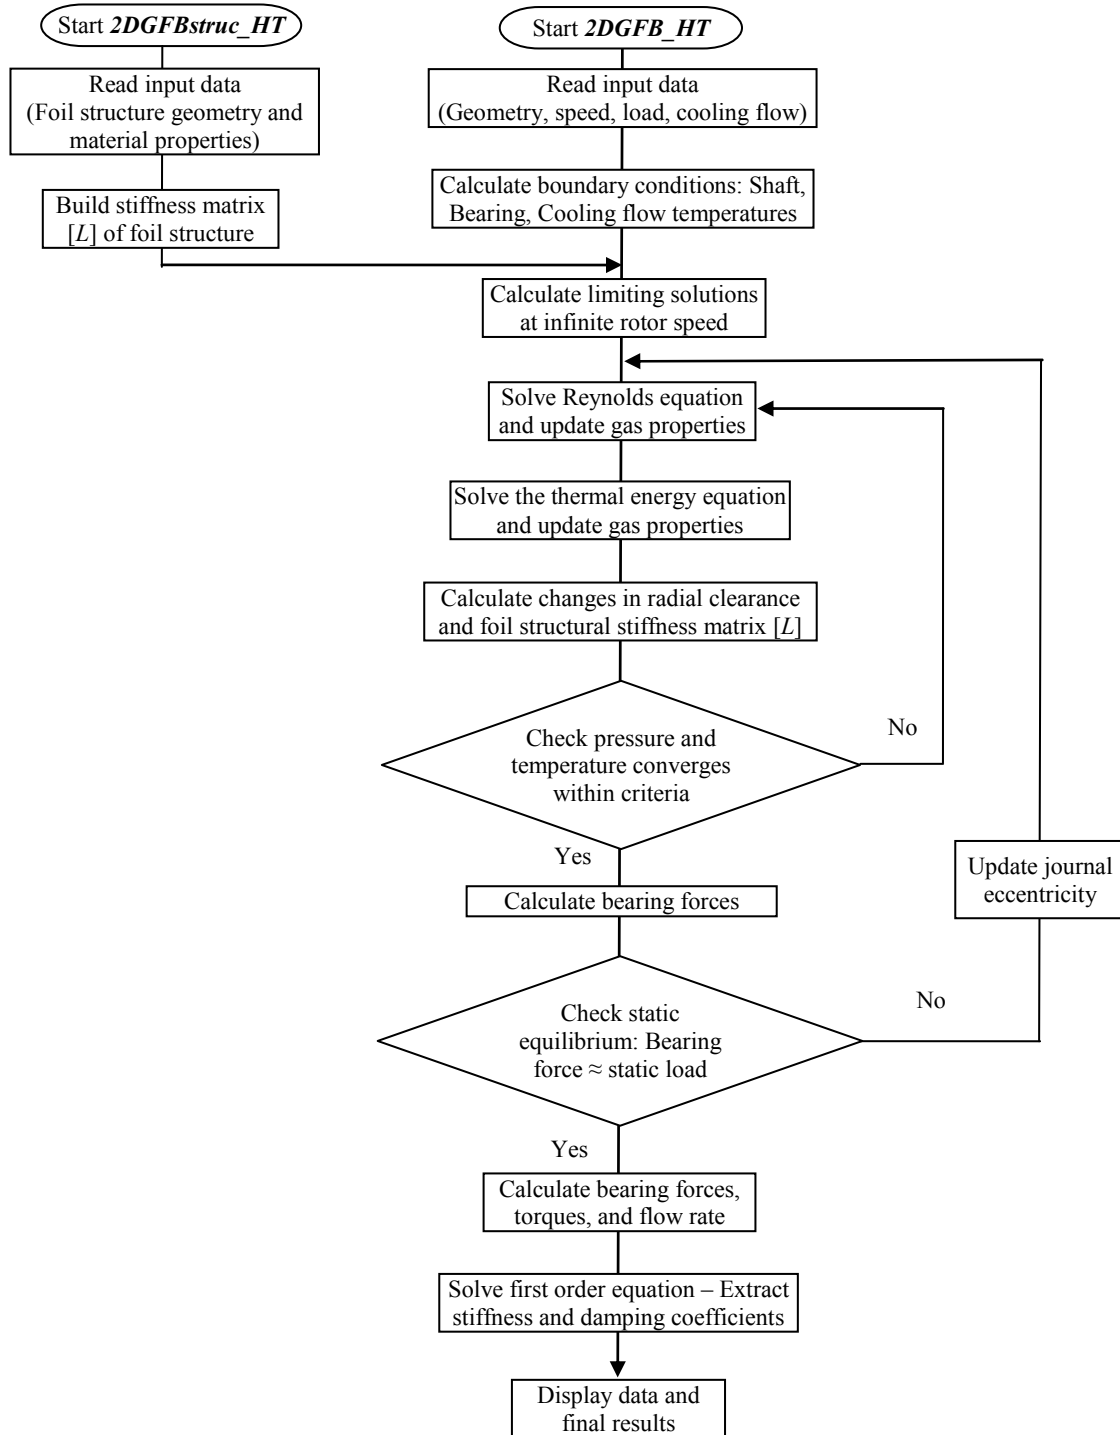 Start 2DGFBstruc_HT
Start 2DGFB_HT
Read input data
(Foil structure geometry and
material properties)
Read input data
(Geometry, speed, load, cooling flow)
Build stiffness matrix
[L] of foil structure
Calculate boundary conditions: Shaft,
Bearing, Cooling flow temperatures
Calculate limiting solutions
at infinite rotor speed
Solve Reynolds equation
and update gas properties
Solve the thermal energy equation
and update gas properties
Calculate changes in radial clearance
and foil structural stiffness matrix [L]
No
Check pressure and
temperature converges
within criteria
Yes
Update journal
eccentricity
Calculate bearing forces
No
Check static
equilibrium: Bearing
force ≈ static load
Yes
Calculate bearing forces,
torques, and flow rate
Solve first order equation – Extract
stiffness and damping coefficients
Display data and
final results